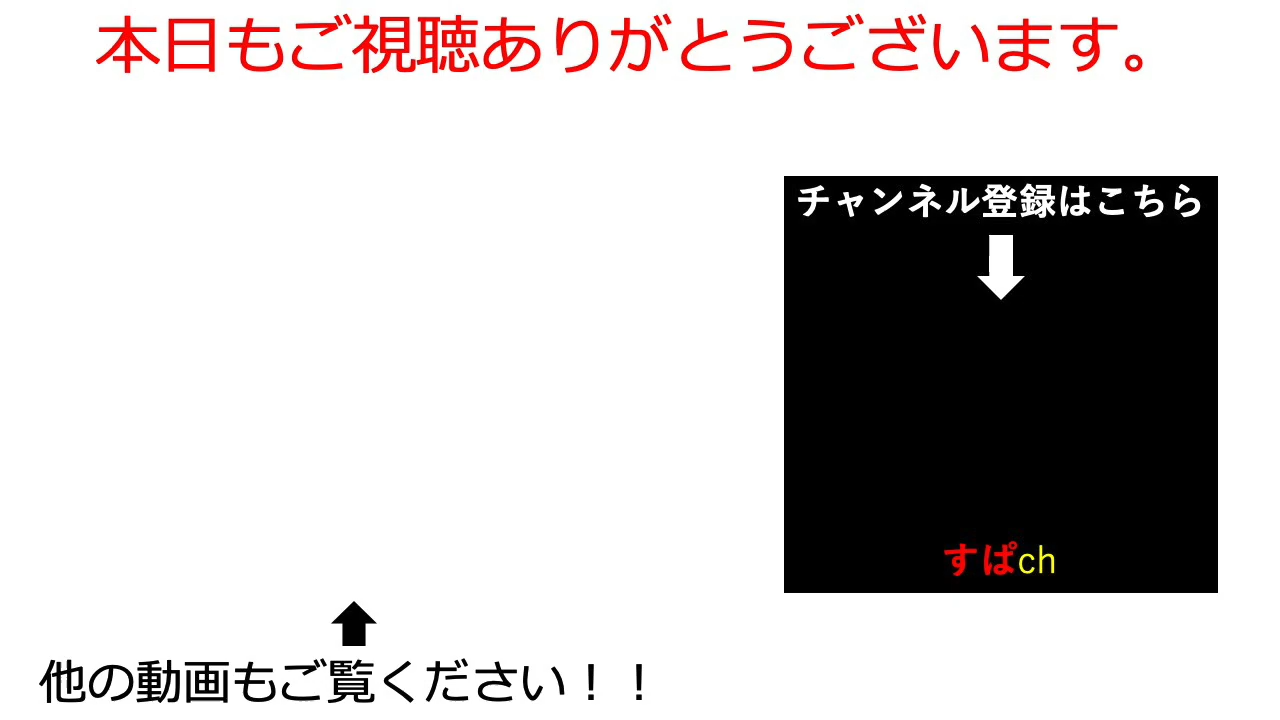 本日もご視聴ありがとうございます。
チャンネル登録はこちら
すぱch
他の動画もご覧ください！！